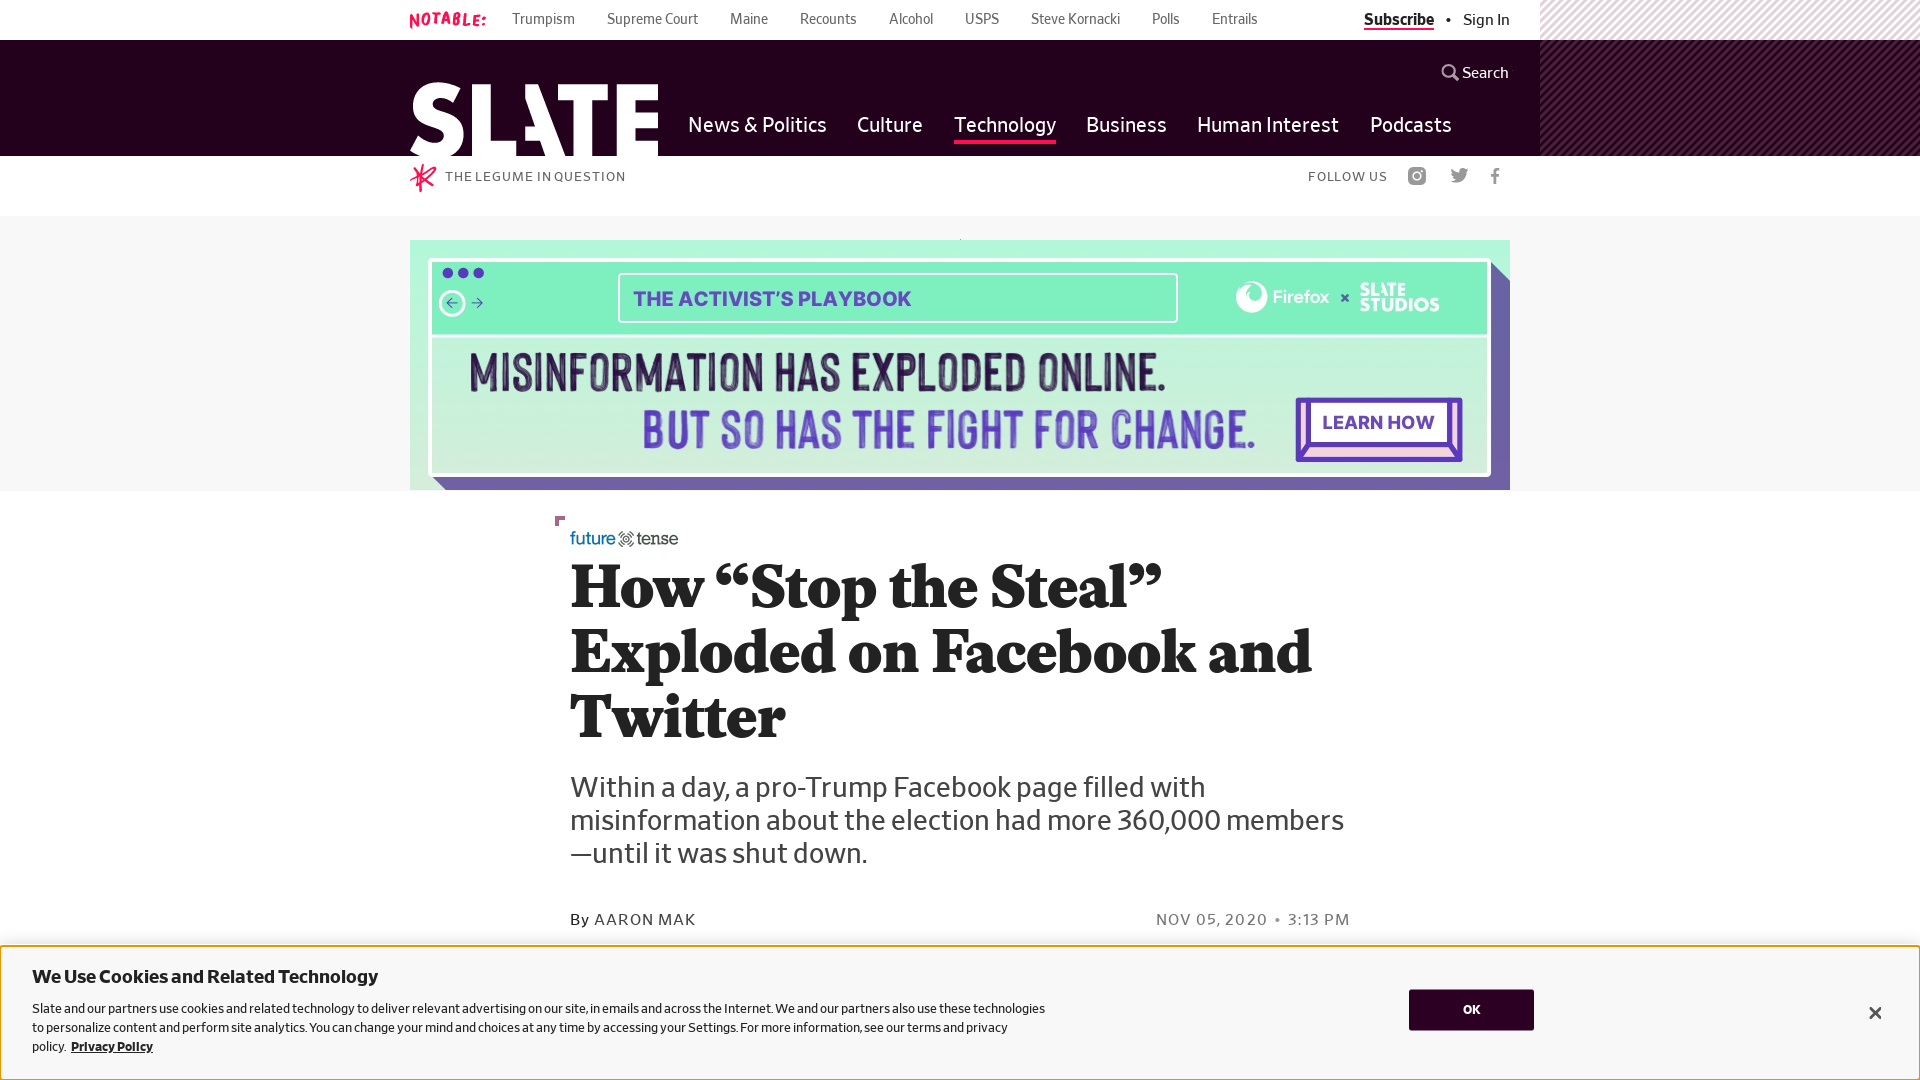 NOTABLE: Trumpism Supreme Court Maine Recounts Alcohol USPS Steve Kornacki Polls Entrails Subscribe • Sign In
Search
SLATE News & Politics Culture Technology Business Human Interest Podcasts
THE LEGUME IN QUESTION FOLLOW US
THE ACTIVIST'S PLAYBOOK Firefox x SLATE STUDIOS
MISINFORMATION HAS EXPLODED ONLINE.
BUT SO HAS THE FIGHT FOR CHANGE. LEARN HOW
future tense
How “Stop the Steal”
Exploded on Facebook and
Twitter
Within a day, a pro-Trump Facebook page filled with
misinformation about the election had more 360,000 members
—until it was shut down.
By AARON MAK NOV 05, 2020 • 3:13 PM
We Use Cookies and Related Technology
Slate and our partners use cookies and related technology to deliver relevant advertising on our site, in emails and across the Internet. We and our partners also use these technologies
to personalize content and perform site analytics. You can change your mind and choices at any time by accessing your Settings. For more information, see our terms and privacy
policy. Privacy Policy
OK